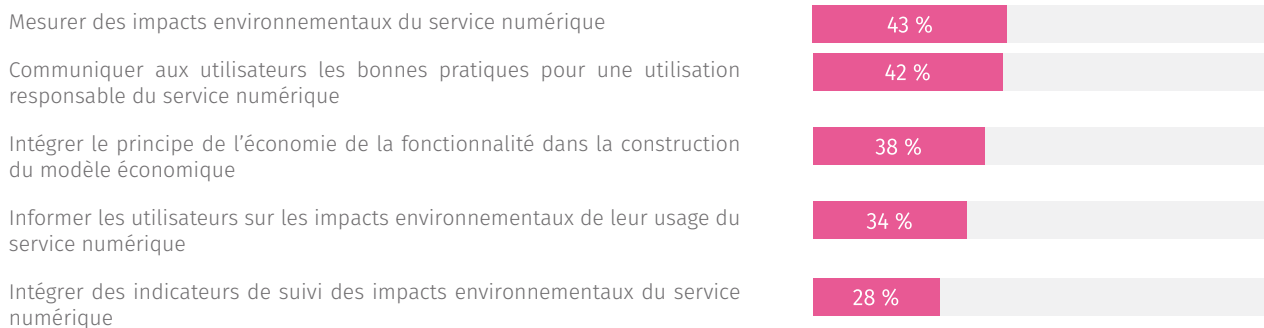 Mesurer des impacts environnementaux du service numérique
43 %
Communiquer aux utilisateurs les bonnes pratiques pour une utilisation
responsable du service numérique
42 %
Intégrer le principe de l’économie de la fonctionnalité dans la construction
du modèle économique
38 %
Informer les utilisateurs sur les impacts environnementaux de leur usage du
service numérique
34 %
Intégrer des indicateurs de suivi des impacts environnementaux du service
numérique
28 %